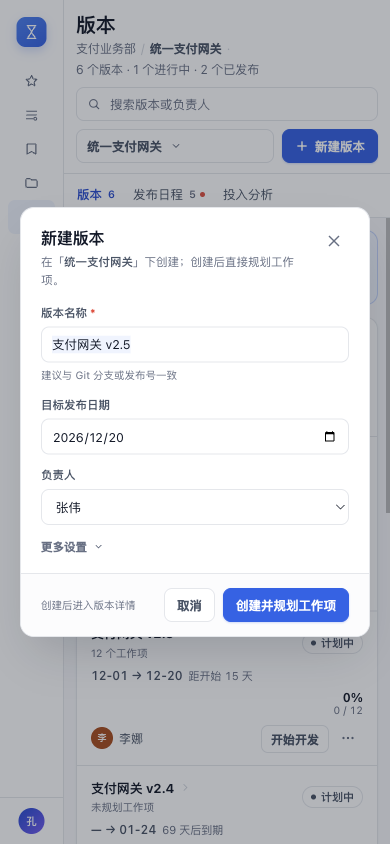 版本
支付业务部 / 统一支付网关 ·
6 个版本 · 1 个进行中 · 2 个已发布
搜索版本或负责人
统一支付网关
+ 新建版本
版本 6 发布日程 5 投入分析
新建版本
在「统一支付网关」下创建；创建后直接规划工作
项。
版本名称 *
支付网关 v2.5
建议与 Git 分支或发布号一致
目标发布日期
2026/12/20
负责人
张伟
更多设置
创建后进入版本详情
取消
创建并规划工作项
计划中
12 个工作项
12-01 → 12-20 距开始 15 天
0%
0 / 12
李 李娜
开始开发
支付网关 v2.4
计划中
未规划工作项
— → 01-24 69 天后到期
孔